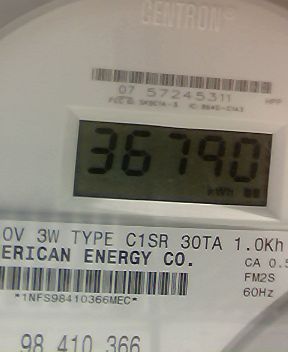 CENTRON®
07 57245311
36790
kWh
0V 3W TYPE C1SR 30TA 1.0Kh
ERICAN ENERGY CO.
CA 0.5
FM2S
*1NFS98410366MEC*
60Hz
98 410 366